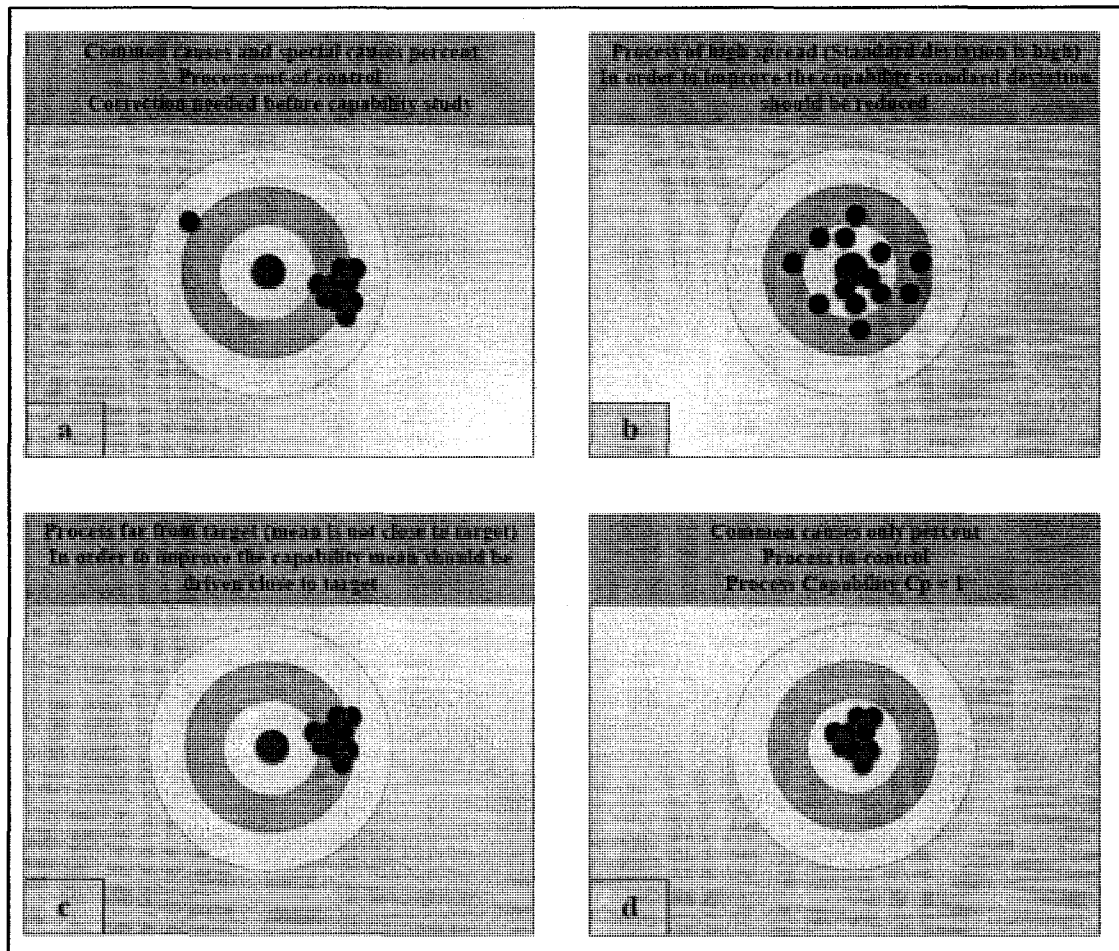 Common causes and special causes percent
Process out of control
Correction needed before capability study
a
Process of high spread (Standard deviation is high)
In order to improve the capability standard deviation
should be reduced
b
Process far from target (mean is not close to target)
In order to improve the capability mean should be
driven close to target
c
Common causes only percent
Process in-control
Process Capability Cp 1
d